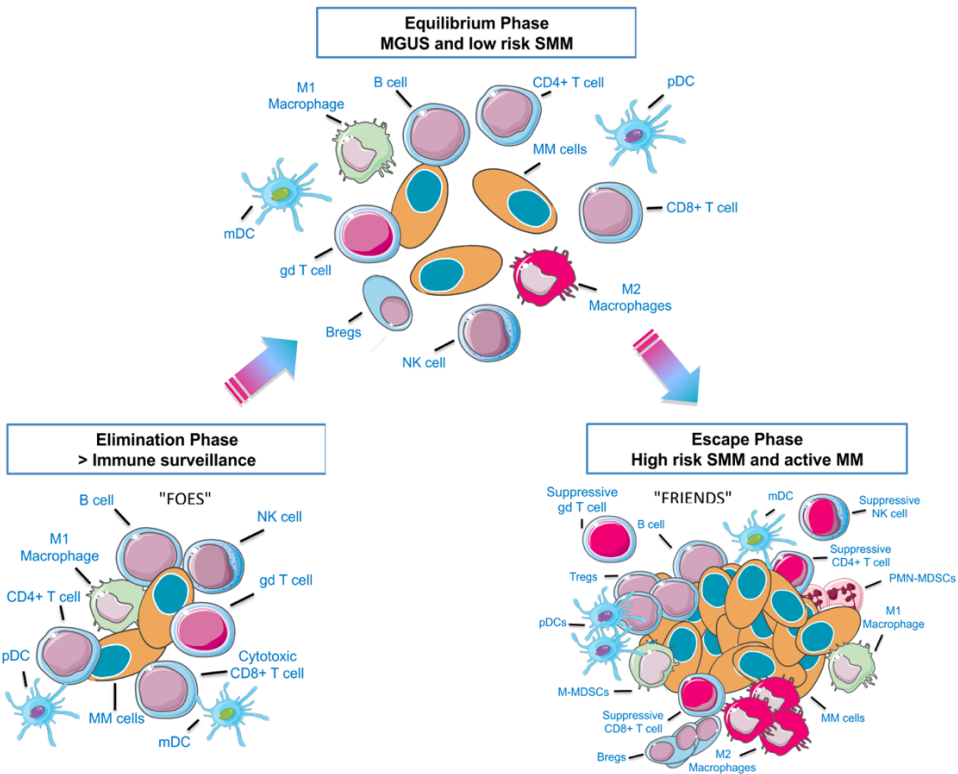 Equilibrium Phase
MGUS and low risk SMM
M1
Macrophage
B cell
CD4+ T cell
pDC
MM cells
mDC
CD8+ T cell
gd T cell
M2
Macrophages
Bregs
NK cell
Elimination Phase
> Immune surveillance
"FOES"
B cell
NK cell
M1
Macrophage
gd T cell
CD4+ T cell
pDC
Cytotoxic
CD8+ T cell
MM cells
mDC
Escape Phase
High risk SMM and active MM
"FRIENDS"
Suppressive
gd T cell
B cell
mDC
Suppressive
NK cell
Suppressive
CD4+ T cell
Tregs
PMN-MDSCs
pDCs
M1
Macrophage
M-MDSCs
Suppressive
CD8+ T cell
MM cells
Bregs
M2
Macrophages